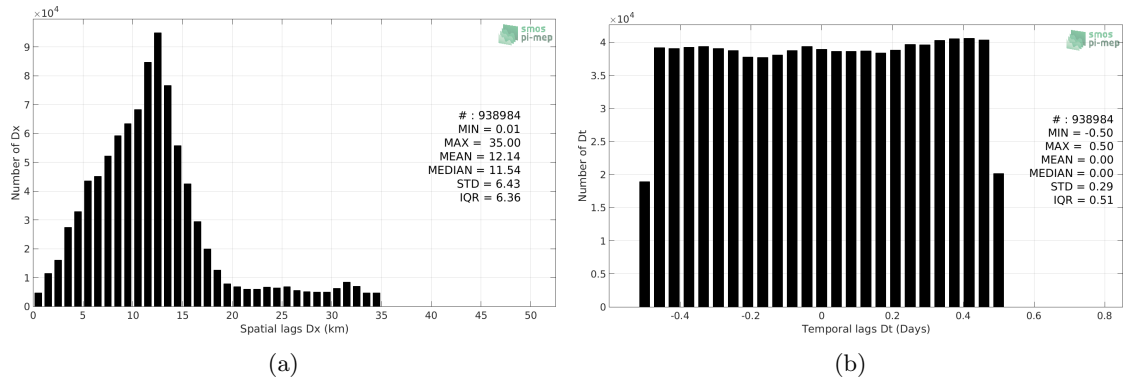 ×10⁴
9
8
7
6
5
4
3
2
1
0
Number of Dx
smos
pi-mep
# : 938984
MIN = 0.01
MAX = 35.00
MEAN = 12.14
MEDIAN = 11.54
STD = 6.43
IQR = 6.36
0 5 10 15 20 25 30 35 40 45 50
Spatial lags Dx (km)
(a)
×10⁴
4
3.5
3
2.5
2
1.5
1
0.5
0
Number of Dt
smos
pi-mep
# : 938984
MIN = -0.50
MAX = 0.50
MEAN = 0.00
MEDIAN = 0.00
STD = 0.29
IQR = 0.51
-0.4 -0.2 0 0.2 0.4 0.6 0.8
Temporal lags Dt (Days)
(b)